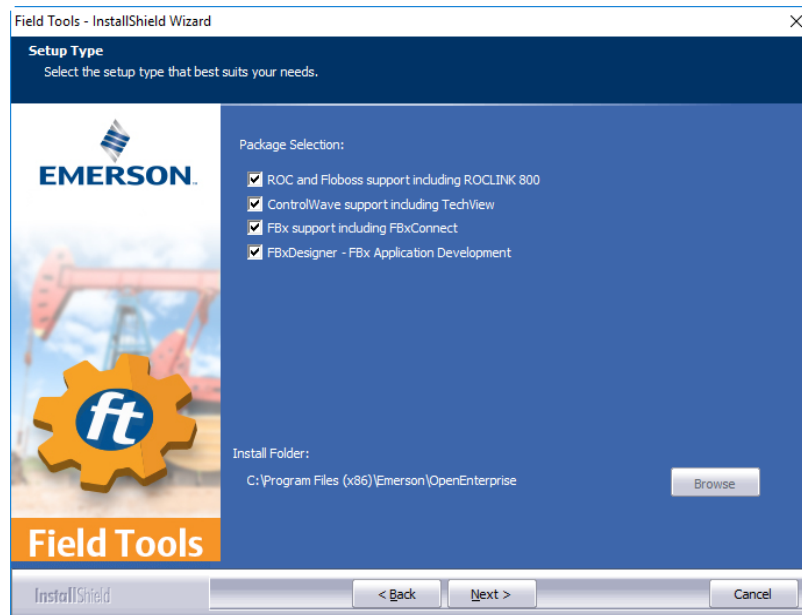 Field Tools - InstallShield Wizard
Setup Type
Select the setup type that best suits your needs.
EMERSON™
Package Selection:
ROC and Floboss support including ROCLINK 800
ControlWave support including TechView
FBx support including FBxConnect
FBxDesigner - FBx Application Development
ft
Install Folder:
C:\Program Files (x86)\Emerson\OpenEnterprise
Browse
Field Tools
InstallShield
< Back
Next >
Cancel